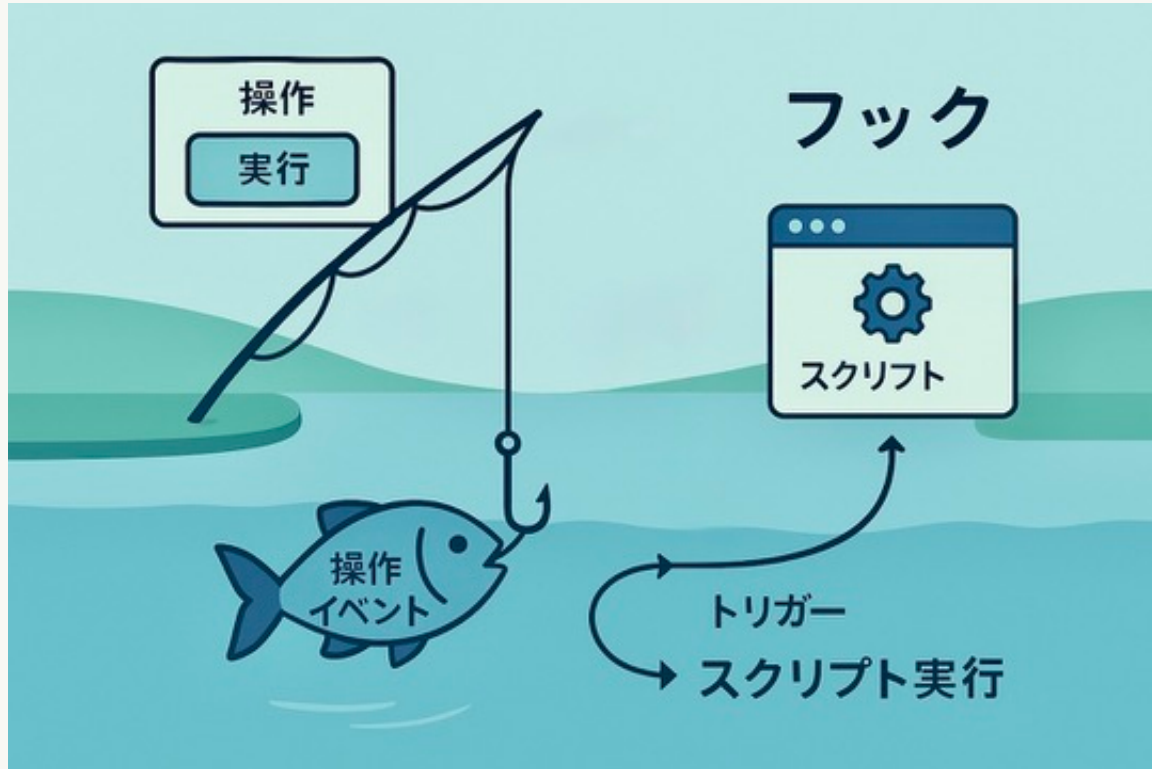 操作
実行
フック
スクリフト
操作
イベント
トリガー
スクリプト実行